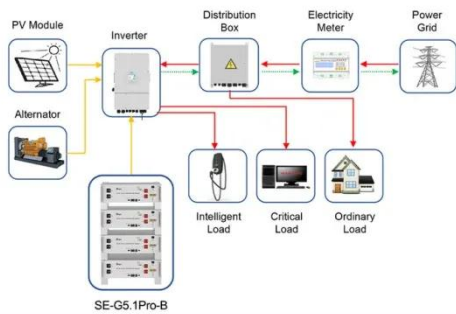 PV Module
Inverter
Distribution
Box
Electricity
Meter
Power
Grid
Alternator
Intelligent
Load
Critical
Load
Ordinary
Load
SE-G5.1Pro-B